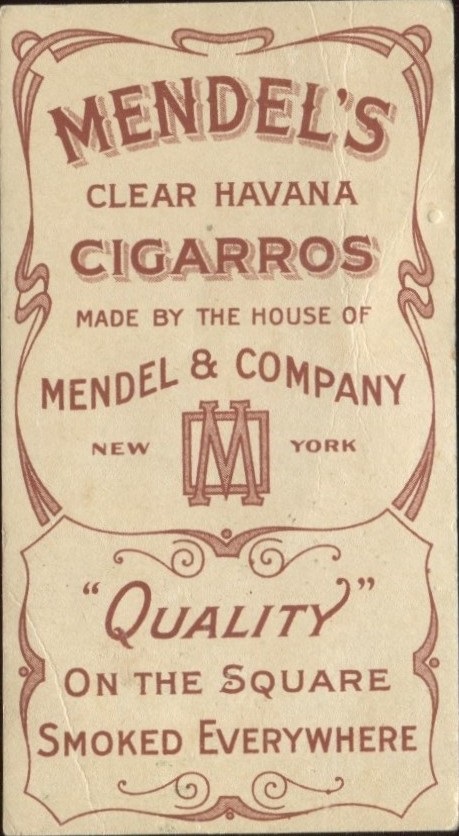 MENDEL'S
CLEAR HAVANA
CIGARROS
MADE BY THE HOUSE OF
MENDEL & COMPANY
NEW M YORK
"QUALITY"
ON THE SQUARE
SMOKED EVERYWHERE